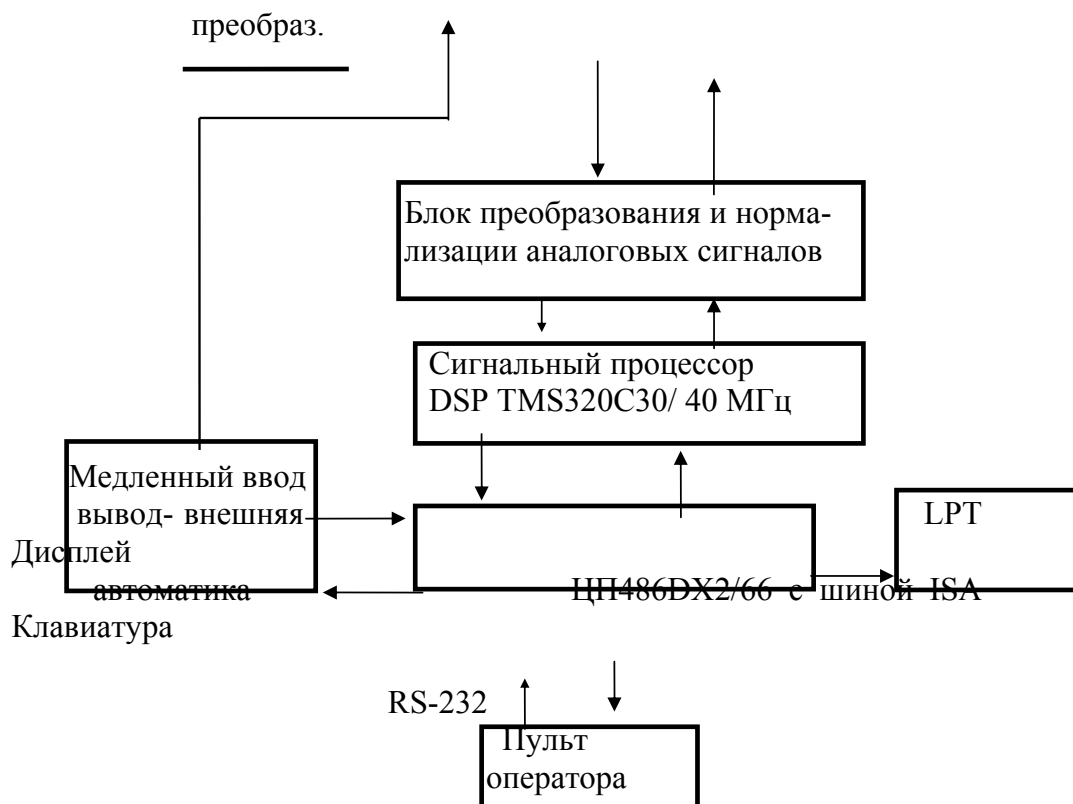 преобраз.
Блок преобразования и норма-
лизации аналоговых сигналов
Сигнальный процессор
DSP TMS320C30/ 40 МГц
Медленный ввод
вывод- внешняя
автоматика
Дисплей
Клавиатура
ЦП486DX2/66 с шиной ISA
LPT
RS-232
Пульт
оператора